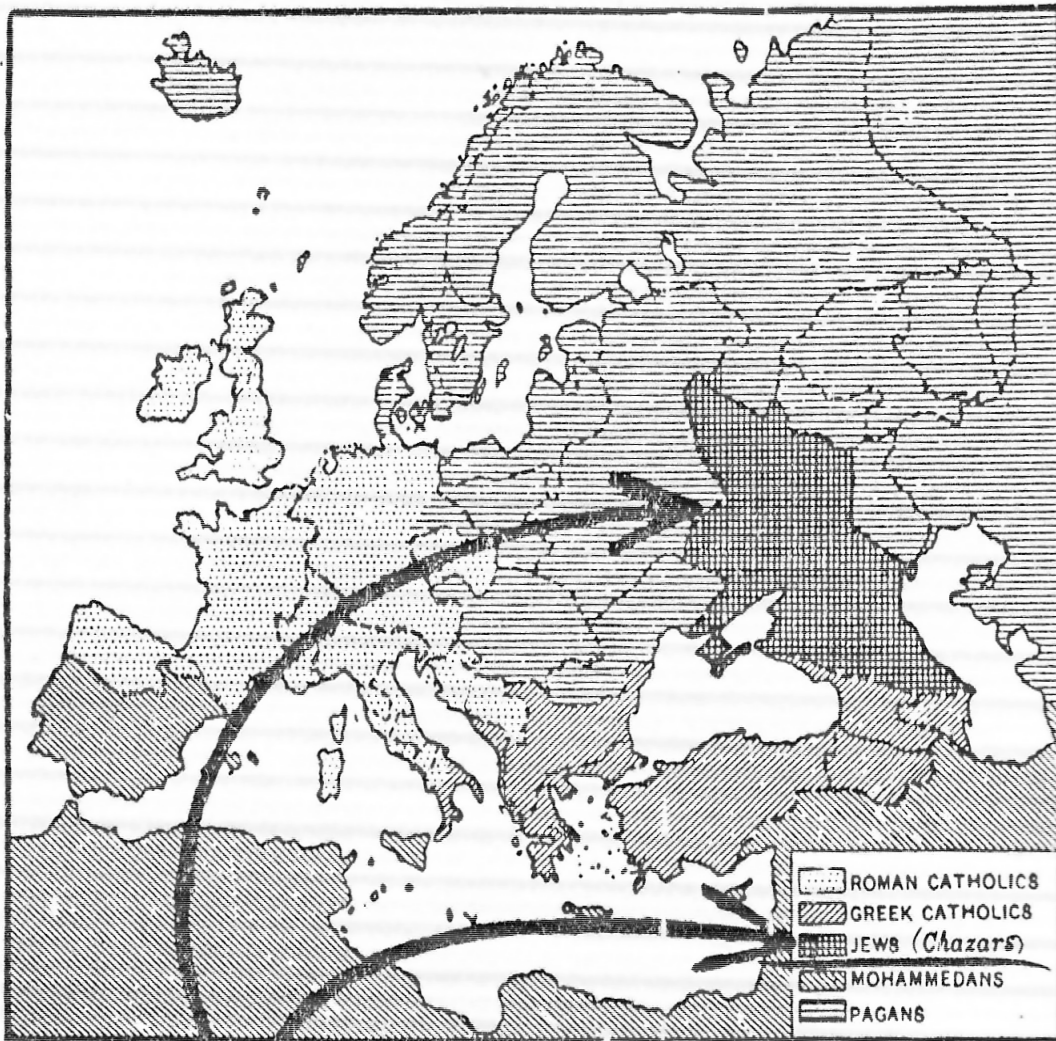 ROMAN CATHOLICS
GREEK CATHOLICS
JEWS (Chazars)
MOHAMMEDANS
PAGANS